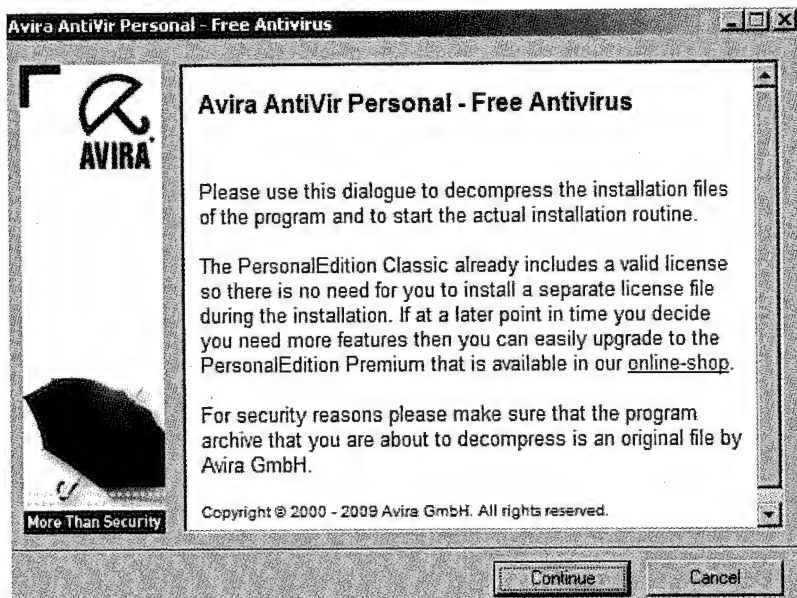 Avira AntiVir Personal - Free Antivirus
AVIRA
Avira AntiVir Personal - Free Antivirus
Please use this dialogue to decompress the installation files
of the program and to start the actual installation routine.
The PersonalEdition Classic already includes a valid license
so there is no need for you to install a separate license file
during the installation. If at a later point in time you decide
you need more features then you can easily upgrade to the
PersonalEdition Premium that is available in our online-shop.
For security reasons please make sure that the program
archive that you are about to decompress is an original file by
Avira GmbH.
Copyright © 2000 - 2009 Avira GmbH. All rights reserved.
More Than Security
Continue
Cancel